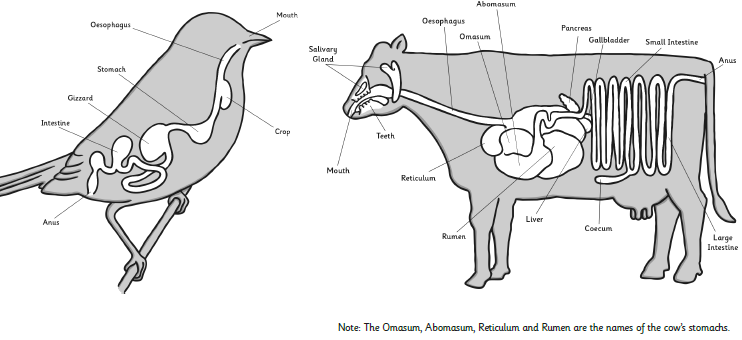 Mouth
Oesophagus
Stomach
Gizzard
Intestine
Crop
Anus
Abomasum
Oesophagus
Omasum
Pancreas
Gallbladder
Small Intestine
Salivary
Gland
Anus
Teeth
Mouth
Reticulum
Rumen
Liver
Coecum
Large
Intestine
Note: The Omasum, Abomasum, Reticulum and Rumen are the names of the cow's stomachs.